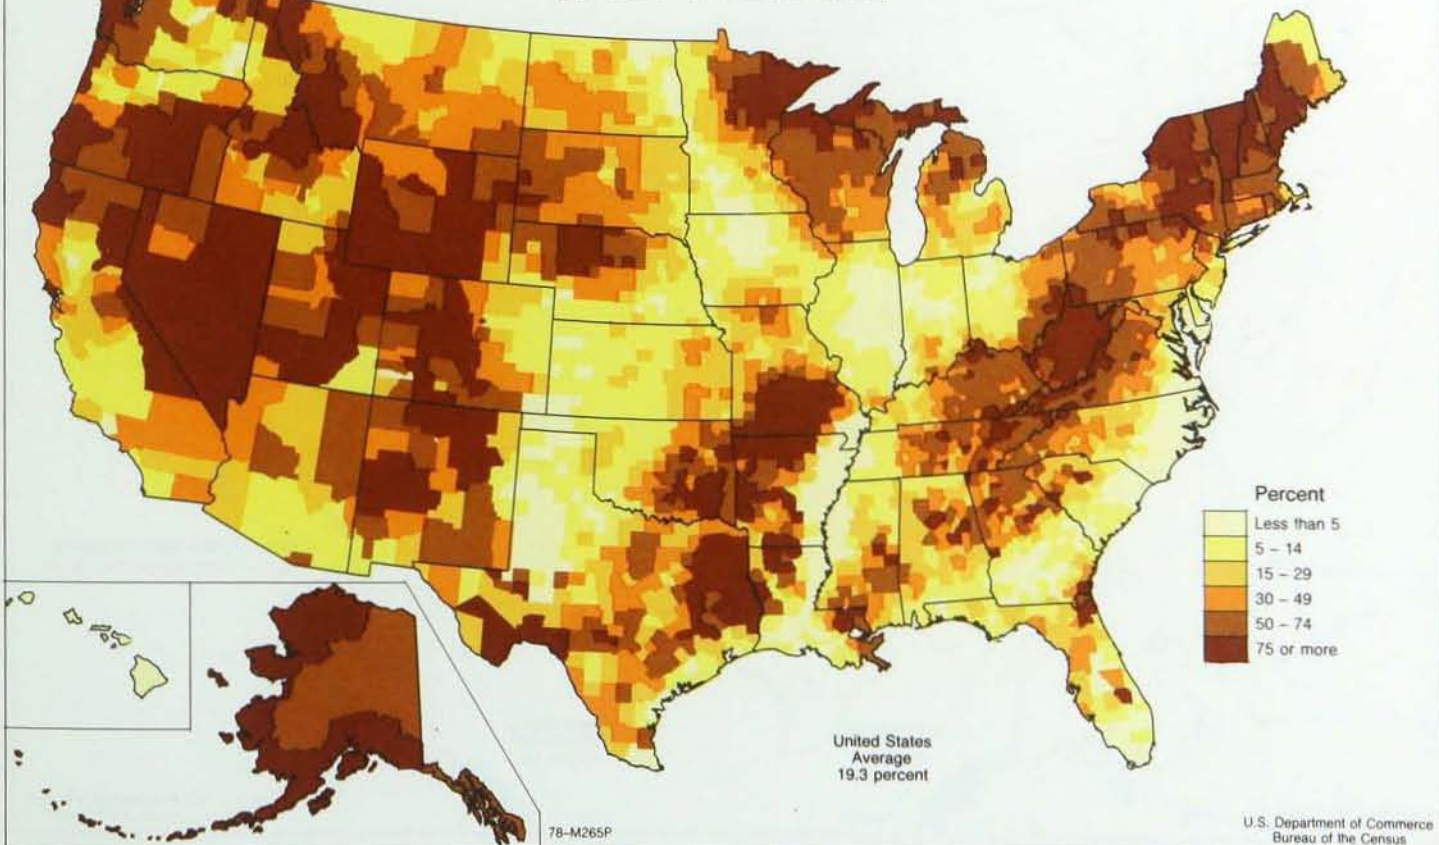 Percent
Less than 5
5 – 14
15 – 29
30 – 49
50 – 74
75 or more
United States
Average
19.3 percent
78-M265P
U.S. Department of Commerce
Bureau of the Census